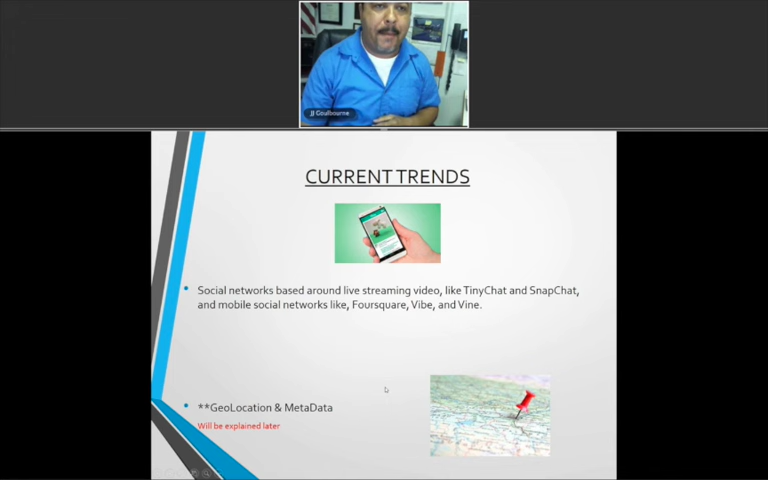 JJ Coulbourne
CURRENT TRENDS
Social networks based around live streaming video, like TinyChat and SnapChat,
and mobile social networks like, Foursquare, Vibe, and Vine.
**GeoLocation & MetaData
Will be explained later